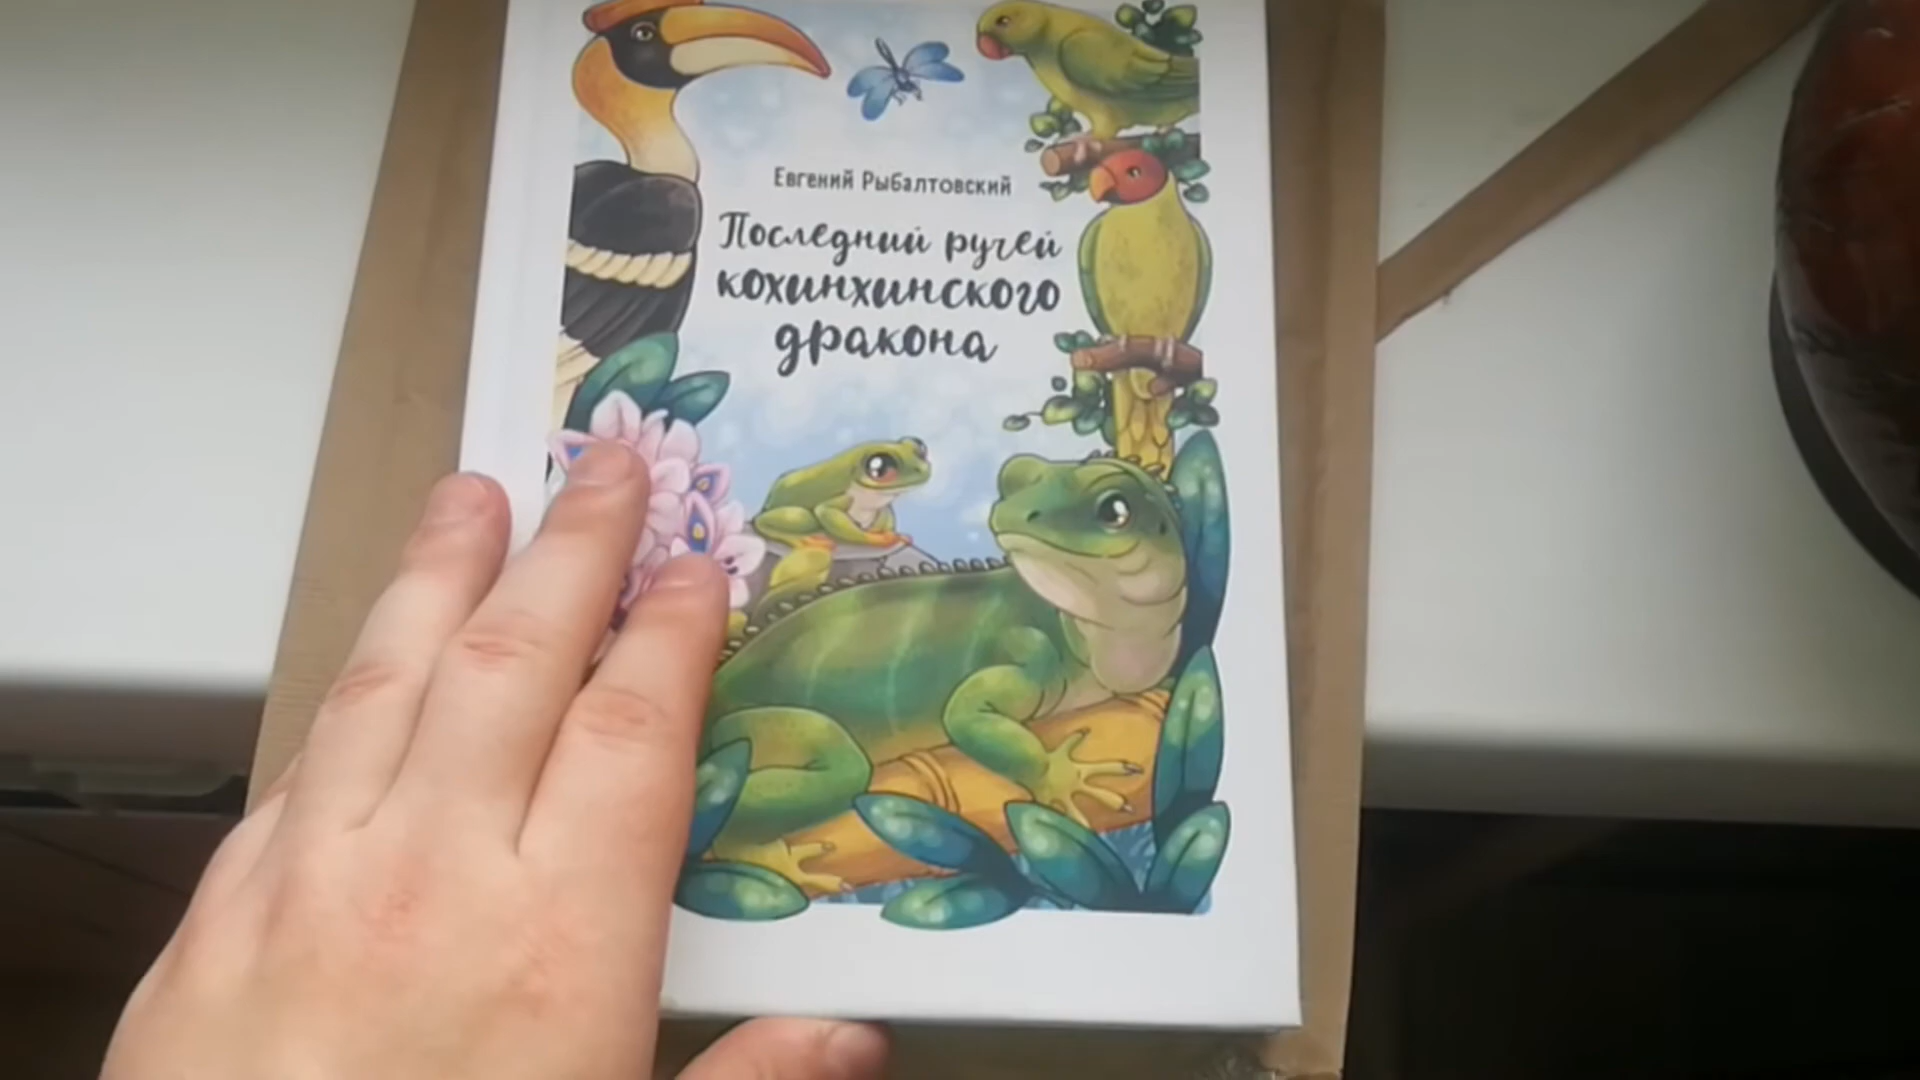 Евгений Рыбалтовский
Последний ручей
кохинхинского
дракона